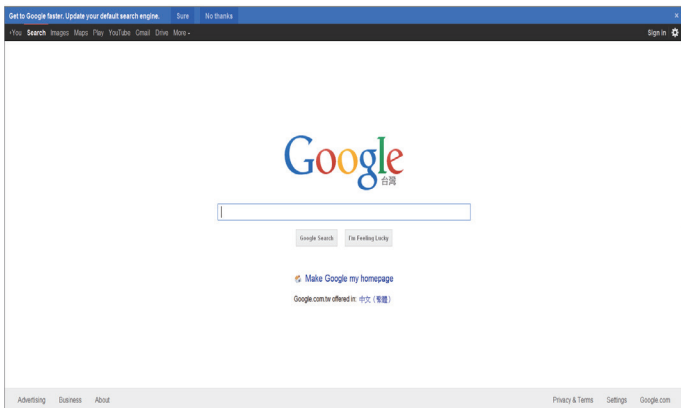 Get to Google faster. Update your default search engine. Sure No thanks x
+You Search Images Maps Play YouTube Gmail Drive More Sign in
Google
台灣
Google Search I'm Feeling Lucky
Make Google my homepage
Google.com.tw offered in: 中文（繁體）
Advertising Business About Privacy & Terms Settings Google.com